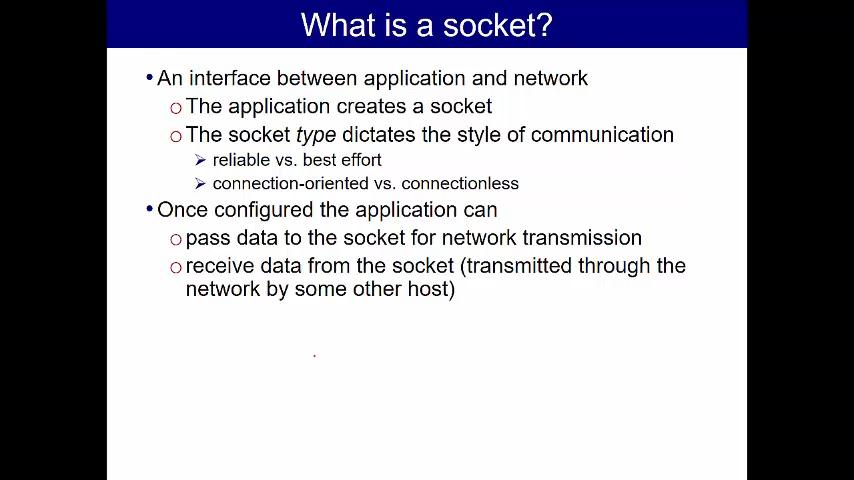 What is a socket?
An interface between application and network
The application creates a socket
The socket type dictates the style of communication
reliable vs. best effort
connection-oriented vs. connectionless
Once configured the application can
pass data to the socket for network transmission
receive data from the socket (transmitted through the
network by some other host)